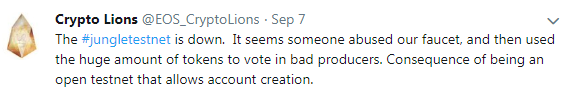 Crypto Lions @EOS_CryptoLions · Sep 7
The #jungletestnet is down.  It seems someone abused our faucet, and then used
the huge amount of tokens to vote in bad producers. Consequence of being an
open testnet that allows account creation.